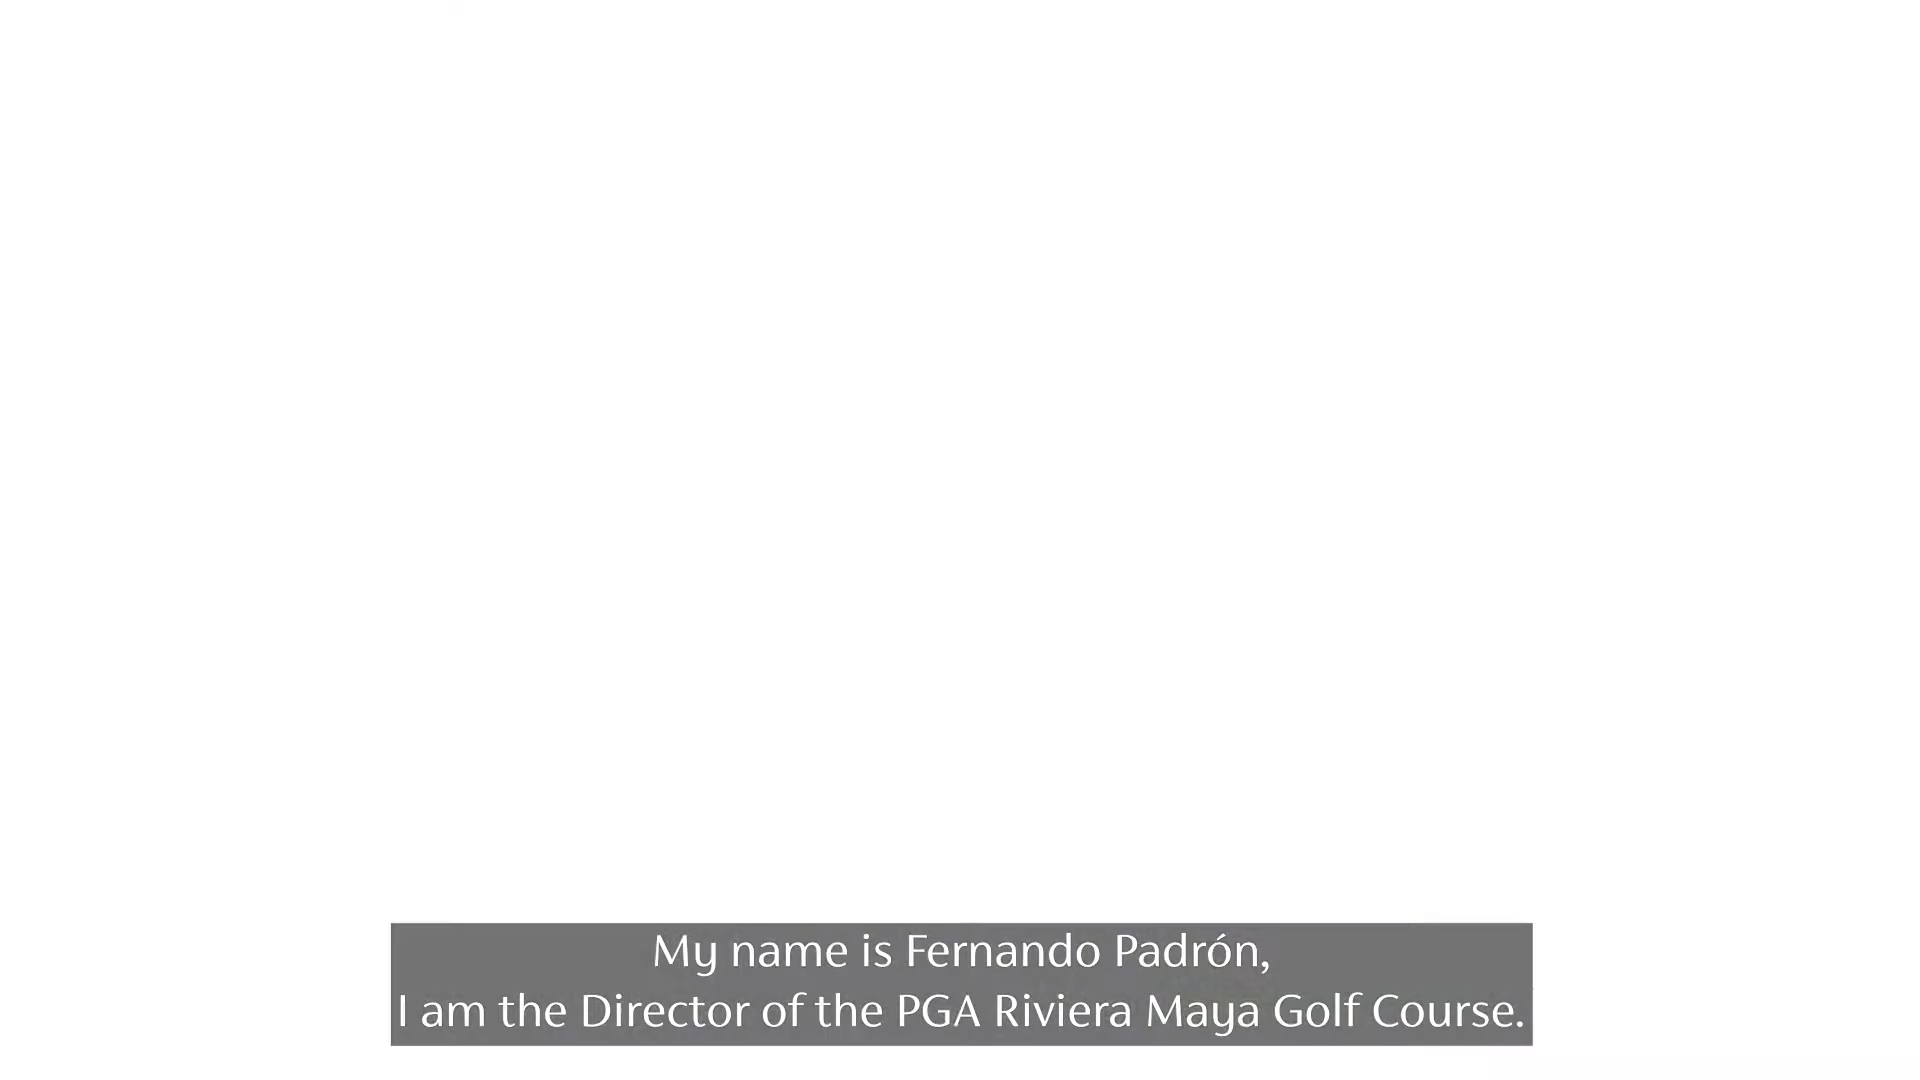 My name is Fernando Padrón,
I am the Director of the PGA Riviera Maya Golf Course.